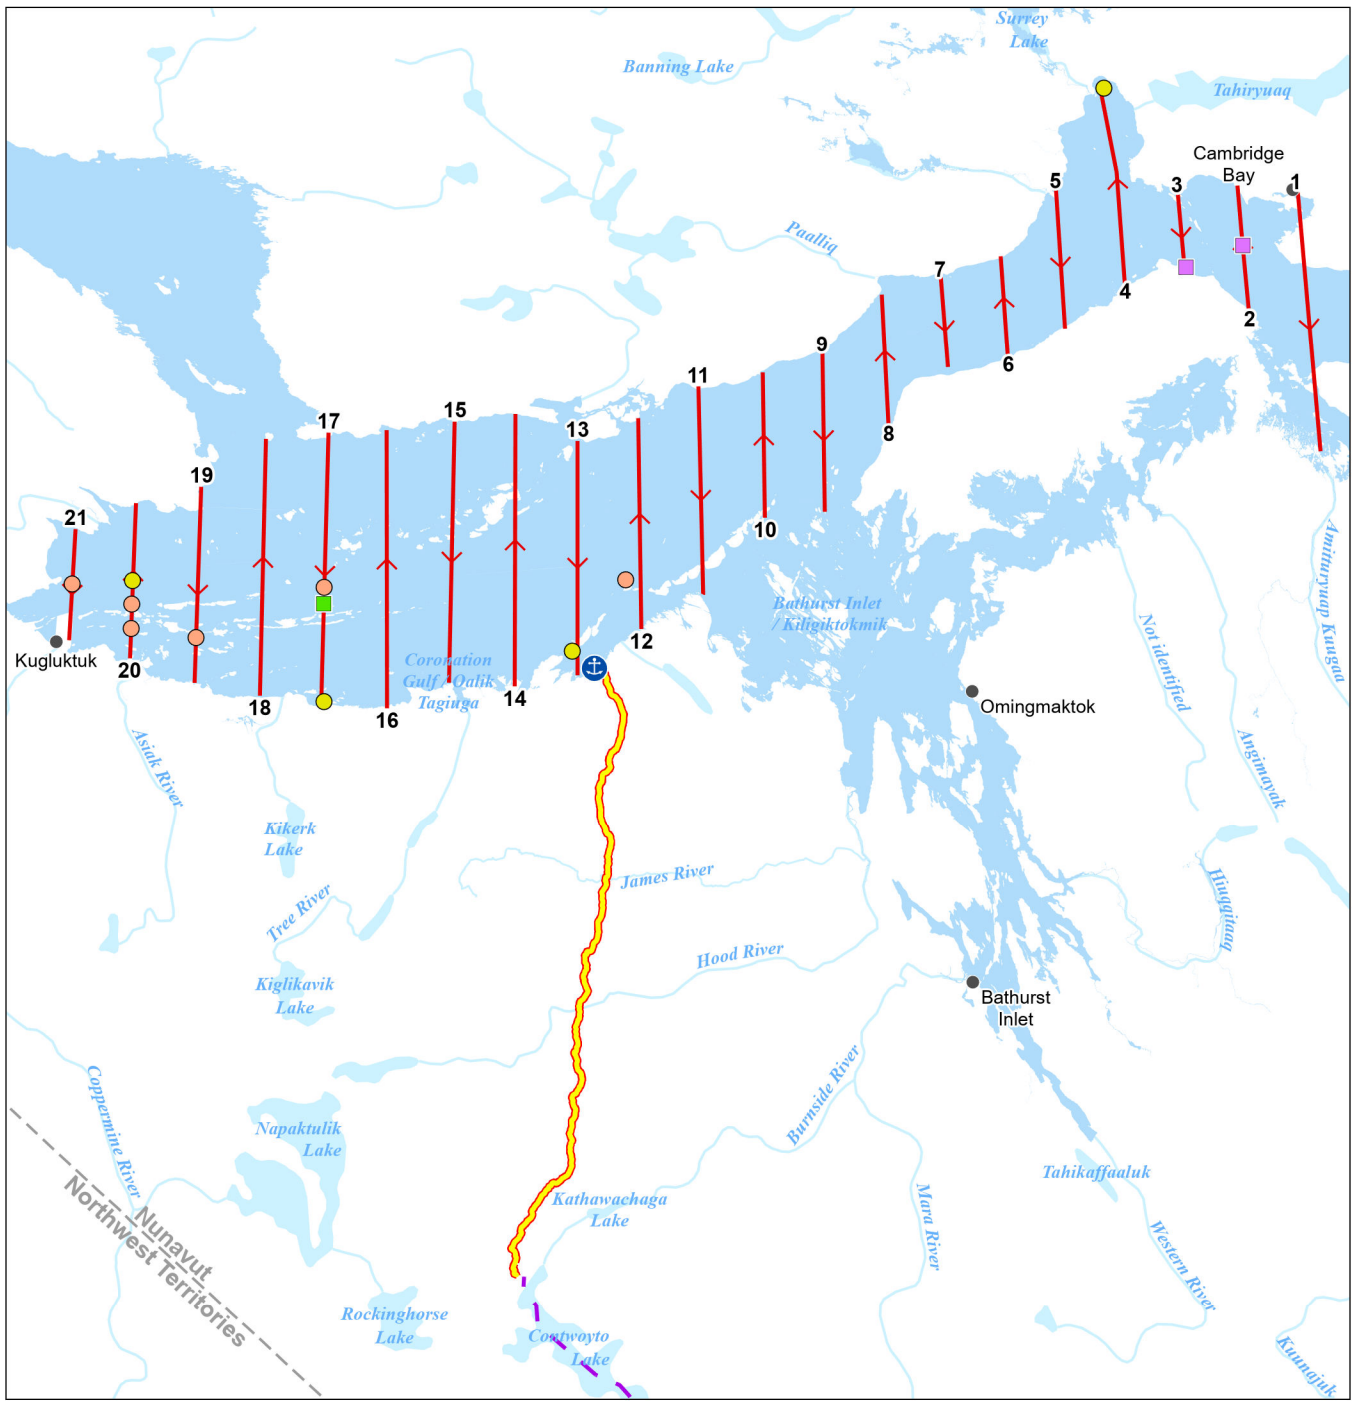 Surrey
Lake
Banning Lake
Tahiryuaq
Cambridge
Bay
1
2
3
4
5
Paalliq
6
7
8
9
10
11
12
13
14
15
16
17
18
19
20
21
Kugluktuk
Coronation
Gulf / Qalik
Tagiuga
Bathurst Inlet
/ Kiligiktokmik
Omingmaktok
Not identified
Amitturyuap Kuugaa
Angimayak
Asiak River
Kikerk
Lake
James River
Tree River
Hiuqqitaaq
Hood River
Kiglikavik
Lake
Bathurst
Inlet
Coppermine River
Burnside River
Napaktulik
Lake
Tahikaffaaluk
Kathawachaga
Lake
Mara River
Western River
Nunavut
Northwest Territories
Rockinghorse
Lake
Contwoyto
Lake
Kuunajuk